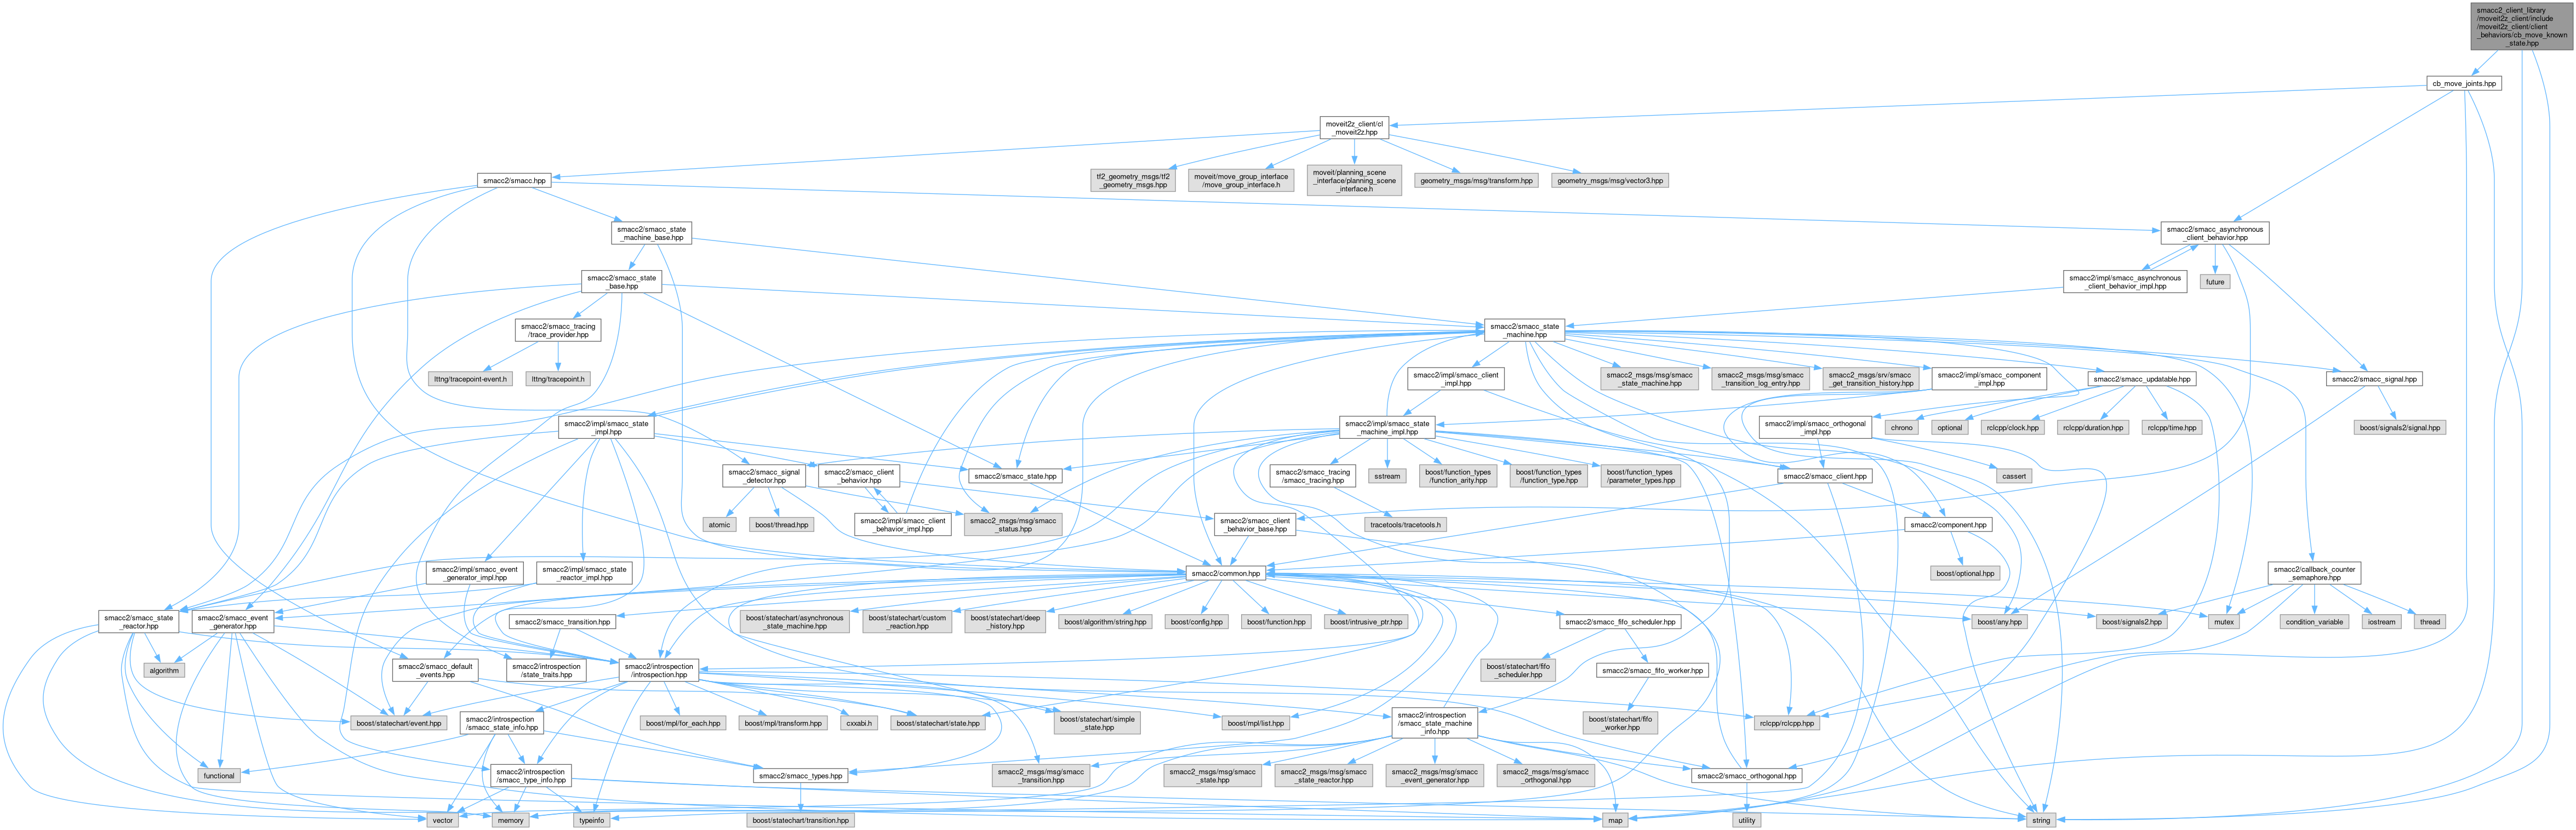 smacc2_client_library
/moveit2z_client/include
/moveit2z_client/client
_behaviors/cb_move_known
_state.hpp
cb_move_joints.hpp
moveit2z_client/cl
_moveit2z.hpp
smacc2/smacc.hpp
tf2_geometry_msgs/tf2
_geometry_msgs.hpp
moveit/move_group_interface
/move_group_interface.h
moveit/planning_scene
_interface/planning_scene
_interface.h
geometry_msgs/msg/transform.hpp
geometry_msgs/msg/vector3.hpp
smacc2/smacc_state
_machine_base.hpp
smacc2/smacc_asynchronous
_client_behavior.hpp
smacc2/smacc_state
_base.hpp
smacc2/impl/smacc_asynchronous
_client_behavior_impl.hpp
future
smacc2/smacc_tracing
/trace_provider.hpp
smacc2/smacc_state
_machine.hpp
lttng/tracepoint-event.h
lttng/tracepoint.h
smacc2/impl/smacc_client
_impl.hpp
smacc2_msgs/msg/smacc
_state_machine.hpp
smacc2_msgs/msg/smacc
_transition_log_entry.hpp
smacc2_msgs/srv/smacc
_get_transition_history.hpp
smacc2/impl/smacc_component
_impl.hpp
smacc2/smacc_updatable.hpp
smacc2/smacc_signal.hpp
smacc2/impl/smacc_state
_impl.hpp
smacc2/impl/smacc_state
_machine_impl.hpp
smacc2/impl/smacc_orthogonal
_impl.hpp
chrono
optional
rclcpp/clock.hpp
rclcpp/duration.hpp
rclcpp/time.hpp
boost/signals2/signal.hpp
smacc2/smacc_signal
_detector.hpp
smacc2/smacc_client
_behavior.hpp
smacc2/smacc_state.hpp
smacc2/smacc_tracing
/smacc_tracing.hpp
sstream
boost/function_types
/function_arity.hpp
boost/function_types
/function_type.hpp
boost/function_types
/parameter_types.hpp
smacc2/smacc_client.hpp
cassert
atomic
boost/thread.hpp
smacc2/impl/smacc_client
_behavior_impl.hpp
smacc2_msgs/msg/smacc
_status.hpp
smacc2/smacc_client
_behavior_base.hpp
tracetools/tracetools.h
smacc2/component.hpp
smacc2/impl/smacc_event
_generator_impl.hpp
smacc2/impl/smacc_state
_reactor_impl.hpp
smacc2/common.hpp
boost/optional.hpp
smacc2/callback_counter
_semaphore.hpp
smacc2/smacc_state
_reactor.hpp
smacc2/smacc_event
_generator.hpp
smacc2/smacc_transition.hpp
boost/statechart/asynchronous
_state_machine.hpp
boost/statechart/custom
_reaction.hpp
boost/statechart/deep
_history.hpp
boost/algorithm/string.hpp
boost/config.hpp
boost/function.hpp
boost/intrusive_ptr.hpp
smacc2/smacc_fifo_scheduler.hpp
boost/any.hpp
boost/signals2.hpp
mutex
condition_variable
iostream
thread
algorithm
smacc2/smacc_default
_events.hpp
smacc2/introspection
/state_traits.hpp
smacc2/introspection
/introspection.hpp
boost/statechart/fifo
_scheduler.hpp
smacc2/smacc_fifo_worker.hpp
boost/statechart/event.hpp
smacc2/introspection
/smacc_state_info.hpp
boost/mpl/for_each.hpp
boost/mpl/transform.hpp
cxxabi.h
boost/statechart/state.hpp
boost/statechart/simple
_state.hpp
boost/mpl/list.hpp
smacc2/introspection
/smacc_state_machine
_info.hpp
boost/statechart/fifo
_worker.hpp
rclcpp/rclcpp.hpp
functional
smacc2/introspection
/smacc_type_info.hpp
smacc2/smacc_types.hpp
smacc2_msgs/msg/smacc
_transition.hpp
smacc2_msgs/msg/smacc
_state.hpp
smacc2_msgs/msg/smacc
_state_reactor.hpp
smacc2_msgs/msg/smacc
_event_generator.hpp
smacc2_msgs/msg/smacc
_orthogonal.hpp
smacc2/smacc_orthogonal.hpp
vector
memory
typeinfo
boost/statechart/transition.hpp
map
utility
string